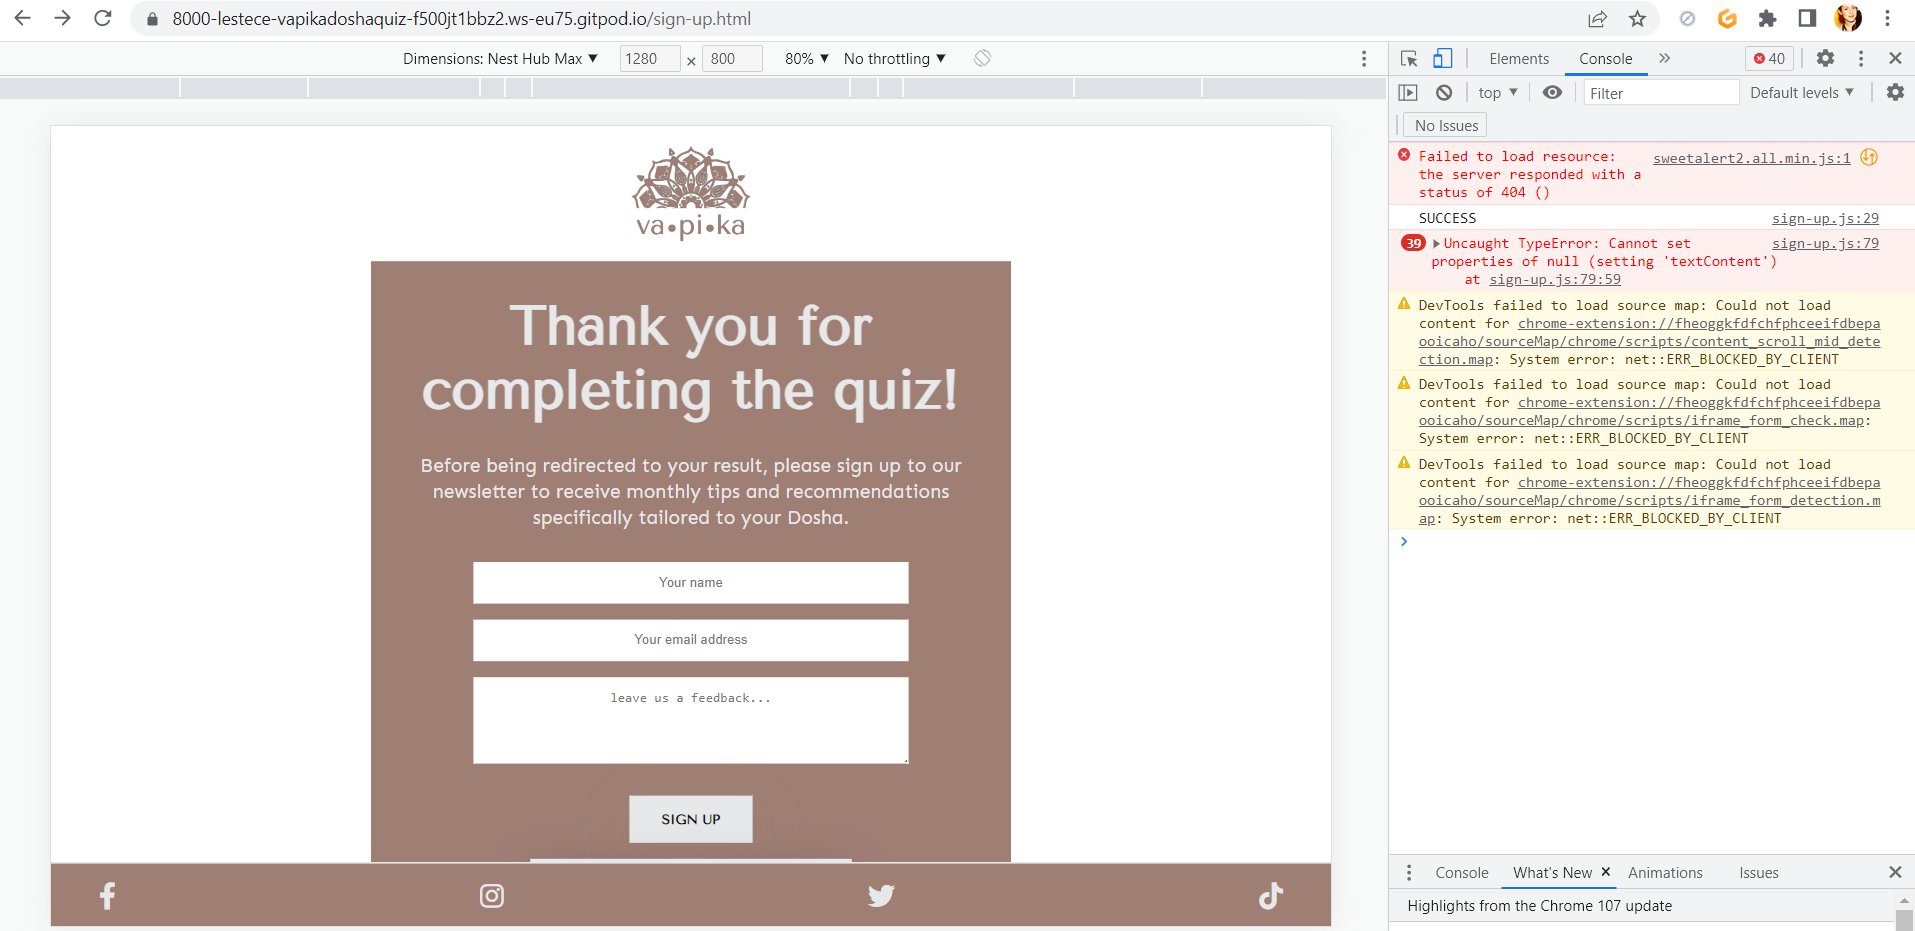 8000-lestece-vapikadoshaquiz-f500jt1bbz2.ws-eu75.gitpod.io/sign-up.html
Dimensions: Nest Hub Max ▼ 1280 × 800 80% ▼ No throttling ▼
Elements Console » 40
top ▼ Filter Default levels ▼
No Issues
va•pi•ka
Thank you for
completing the quiz!
Before being redirected to your result, please sign up to our
newsletter to receive monthly tips and recommendations
specifically tailored to your Dosha.
Your name
Your email address
leave us a feedback...
SIGN UP
Failed to load resource: sweetalert2.all.min.js:1
the server responded with a
status of 404 ()
SUCCESS sign-up.js:29
39 Uncaught TypeError: Cannot set sign-up.js:79
properties of null (setting 'textContent')
at sign-up.js:79:59
DevTools failed to load source map: Could not load
content for chrome-extension://fheoggkfdfchfphceeifdbepa
ooicaho/sourceMap/chrome/scripts/content_scroll_mid_dete
ction.map: System error: net::ERR_BLOCKED_BY_CLIENT
DevTools failed to load source map: Could not load
content for chrome-extension://fheoggkfdfchfphceeifdbepa
ooicaho/sourceMap/chrome/scripts/iframe_form_check.map:
System error: net::ERR_BLOCKED_BY_CLIENT
DevTools failed to load source map: Could not load
content for chrome-extension://fheoggkfdfchfphceeifdbepa
ooicaho/sourceMap/chrome/scripts/iframe_form_detection.m
ap: System error: net::ERR_BLOCKED_BY_CLIENT
Console What's New × Animations Issues
Highlights from the Chrome 107 update